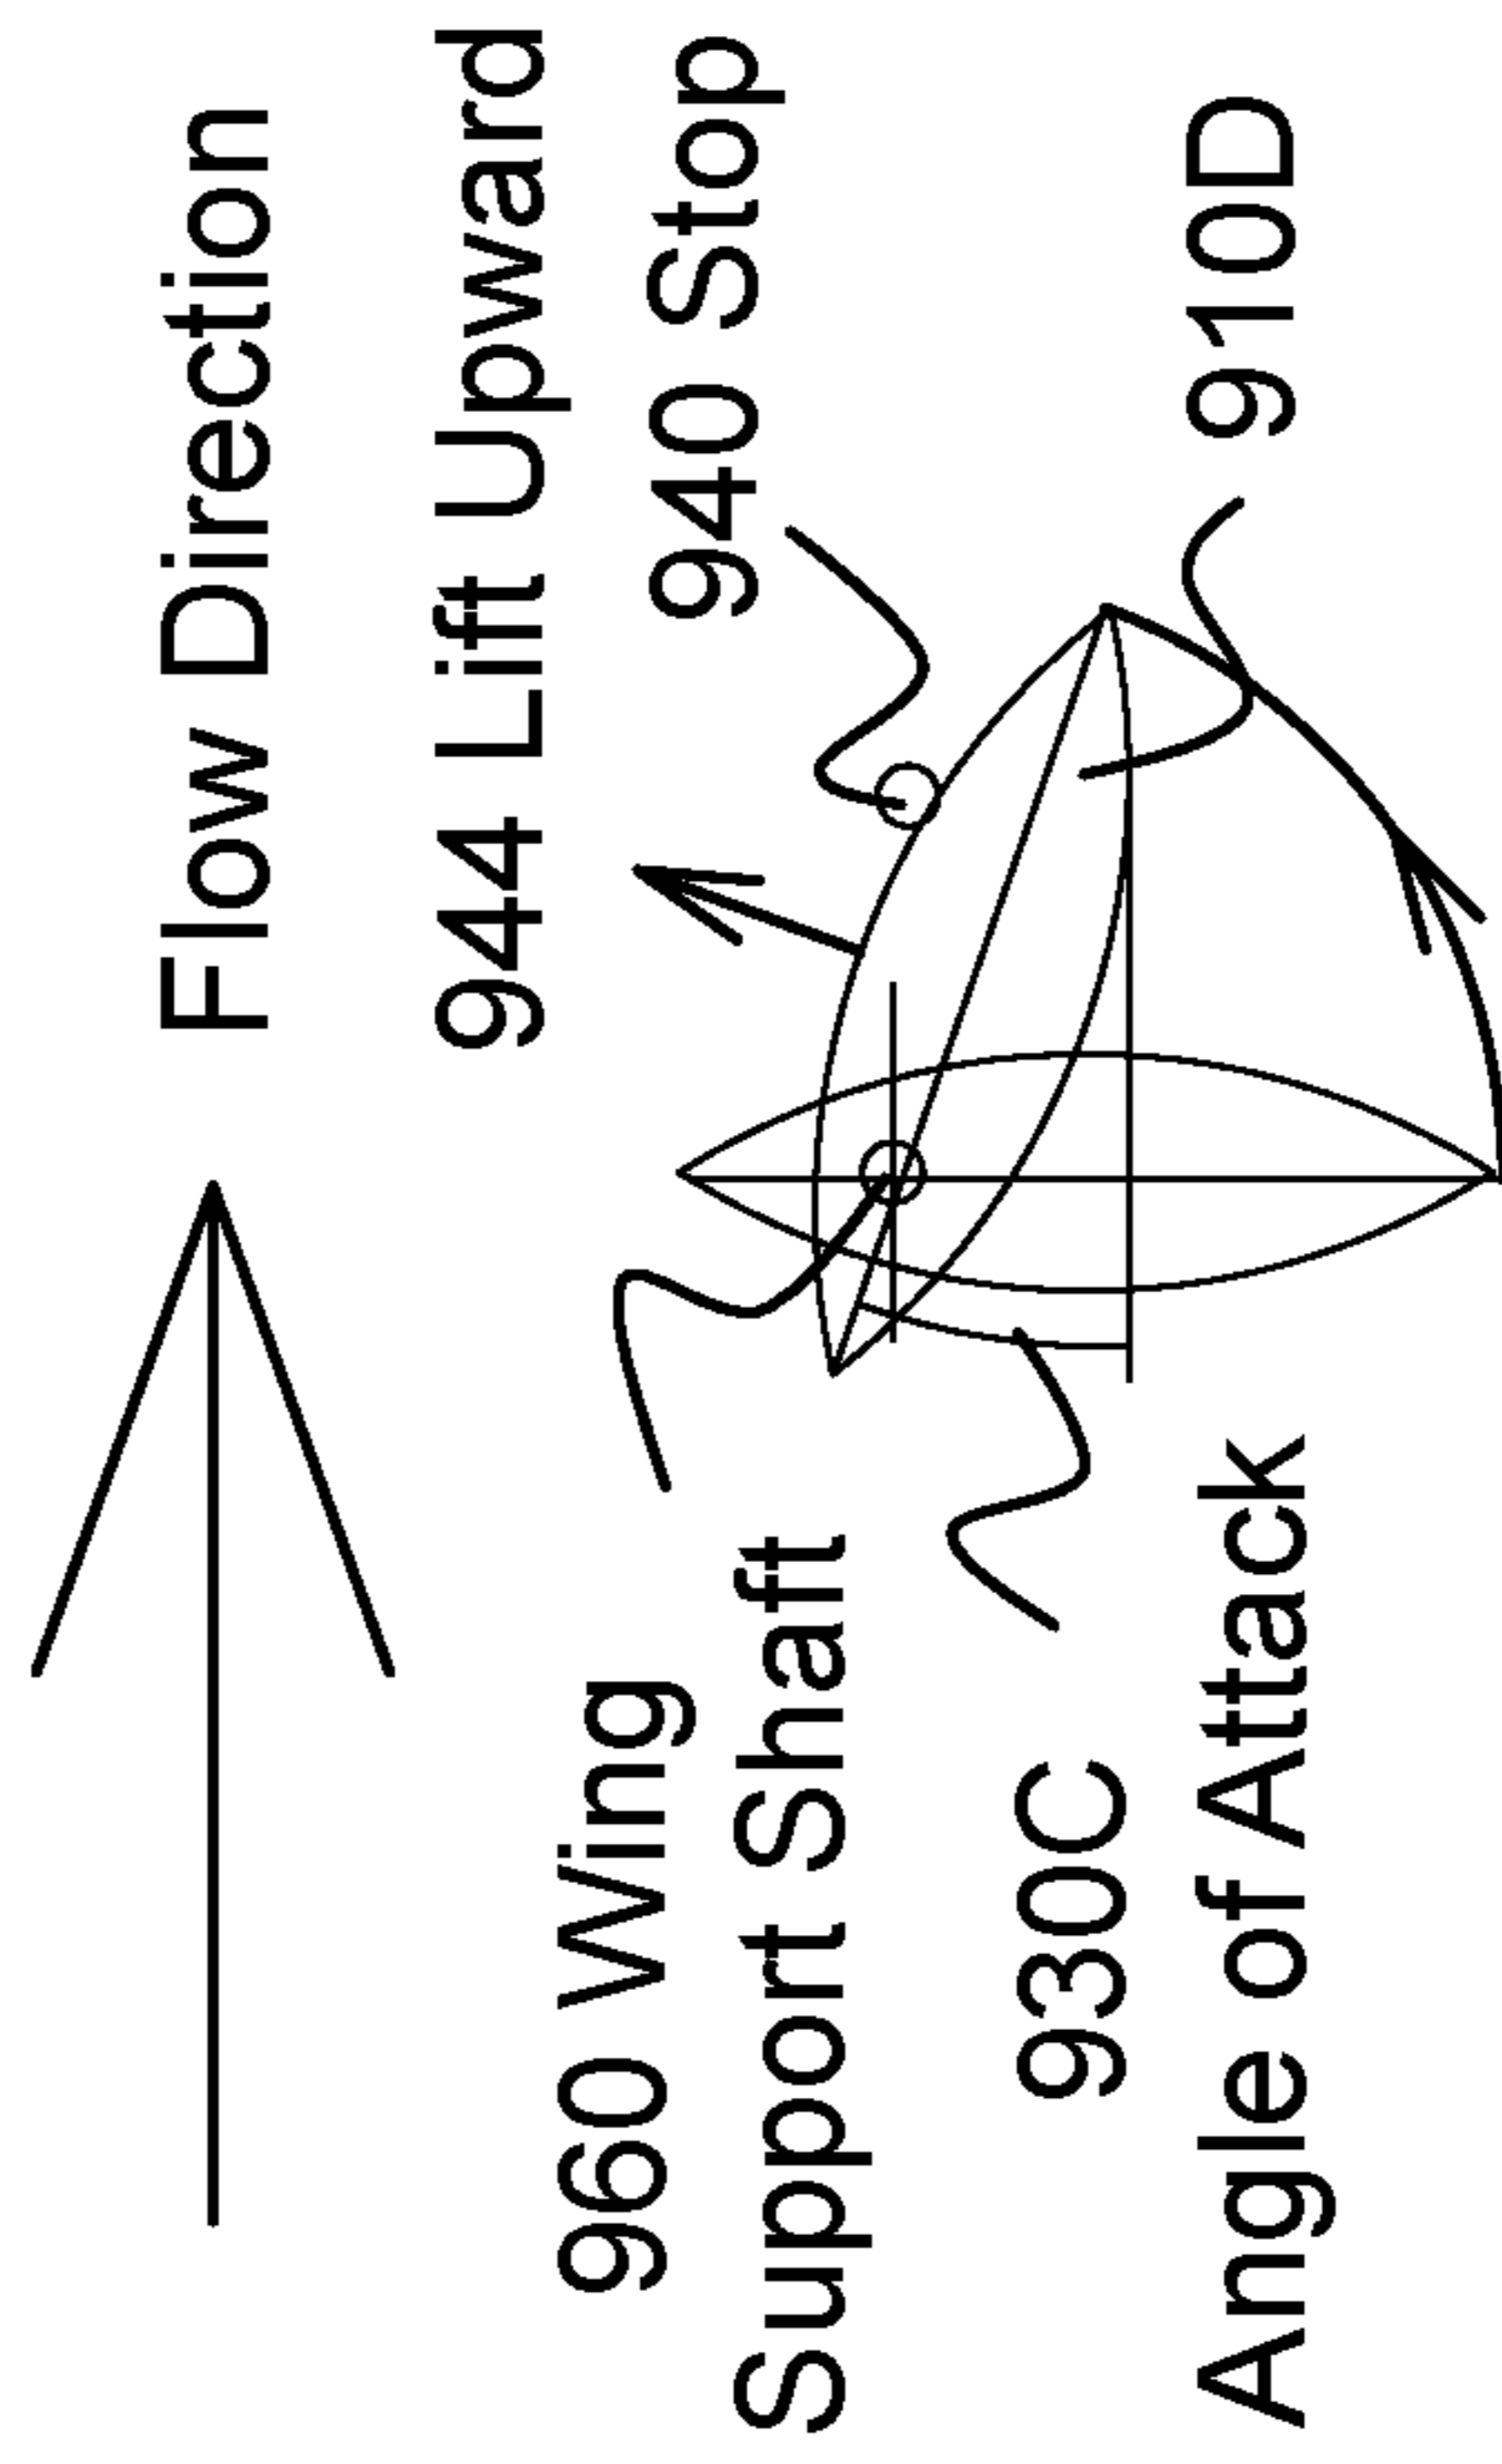 Flow Direction
944 Lift Upward
940 Stop
960 Wing
Support Shaft
930C
Angle of Attack
910D